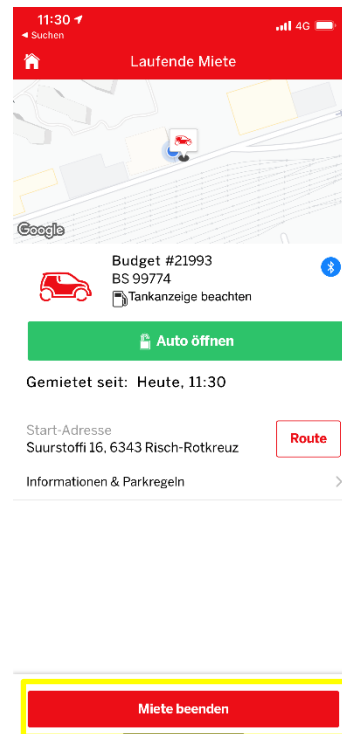 11:30
4G
◄ Suchen
Laufende Miete
Google
Budget #21993
BS 99774
Tankanzeige beachten
Auto öffnen
Gemietet seit: Heute, 11:30
Start-Adresse
Suurstoffi 16, 6343 Risch-Rotkreuz
Route
Informationen & Parkregeln
Miete beenden